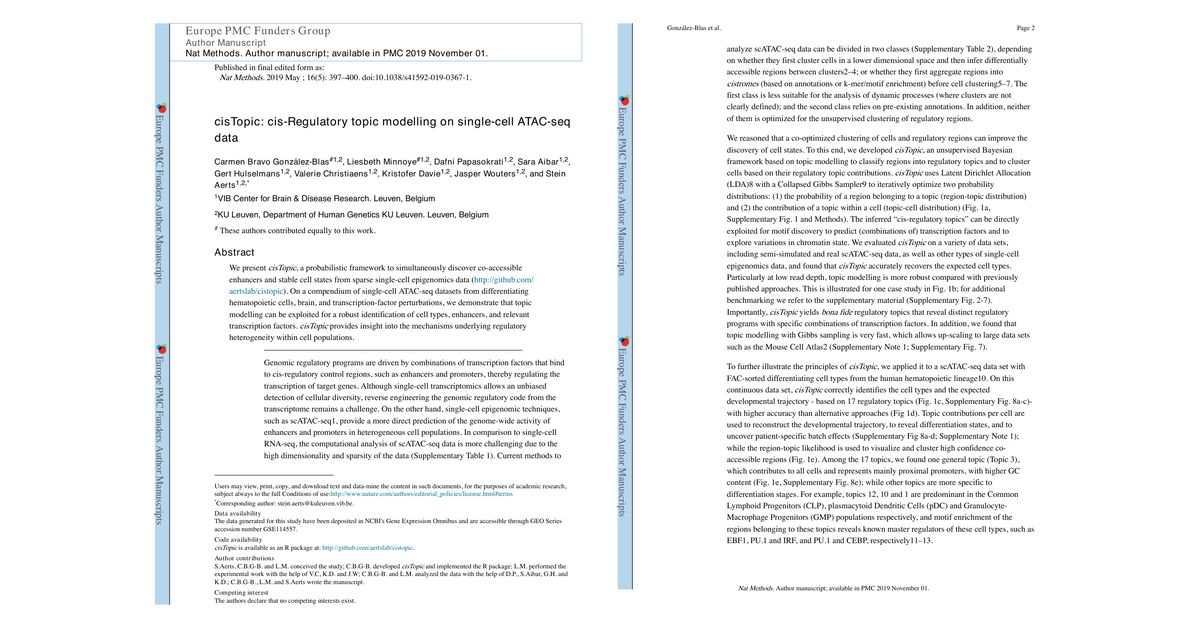 Europe PMC Funders Group
Author Manuscript
Nat Methods. Author manuscript; available in PMC 2019 November 01.
Published in final edited form as:
Nat Methods. 2019 May ; 16(5): 397–400. doi:10.1038/s41592-019-0367-1.
Europe PMC Funders Author Manuscripts
Europe PMC Funders Author Manuscripts
cisTopic: cis-Regulatory topic modelling on single-cell ATAC-seq
data
Carmen Bravo González-Blas#1,2, Liesbeth Minnoye#1,2, Dafni Papasokrati1,2, Sara Aibar1,2,
Gert Hulselmans1,2, Valerie Christiaens1,2, Kristofer Davie1,2, Jasper Wouters1,2, and Stein
Aerts1,2,*
1VIB Center for Brain & Disease Research. Leuven, Belgium
2KU Leuven, Department of Human Genetics KU Leuven. Leuven, Belgium
# These authors contributed equally to this work.
Abstract
We present cisTopic, a probabilistic framework to simultaneously discover co-accessible
enhancers and stable cell states from sparse single-cell epigenomics data (http://github.com/
aertslab/cistopic). On a compendium of single-cell ATAC-seq datasets from differentiating
hematopoietic cells, brain, and transcription-factor perturbations, we demonstrate that topic
modelling can be exploited for a robust identification of cell types, enhancers, and relevant
transcription factors. cisTopic provides insight into the mechanisms underlying regulatory
heterogeneity within cell populations.
Genomic regulatory programs are driven by combinations of transcription factors that bind
to cis-regulatory control regions, such as enhancers and promoters, thereby regulating the
transcription of target genes. Although single-cell transcriptomics allows an unbiased
detection of cellular diversity, reverse engineering the genomic regulatory code from the
transcriptome remains a challenge. On the other hand, single-cell epigenomic techniques,
such as scATAC-seq1, provide a more direct prediction of the genome-wide activity of
enhancers and promoters in heterogeneous cell populations. In comparison to single-cell
RNA-seq, the computational analysis of scATAC-seq data is more challenging due to the
high dimensionality and sparsity of the data (Supplementary Table 1). Current methods to
Users may view, print, copy, and download text and data-mine the content in such documents, for the purposes of academic research,
subject always to the full Conditions of use:http://www.nature.com/authors/editorial_policies/license.html#terms
*Corresponding author: stein.aerts@kuleuven.vib.be.
Data availability
The data generated for this study have been deposited in NCBI's Gene Expression Omnibus and are accessible through GEO Series
accession number GSE114557.
Code availability
cisTopic is available as an R package at: http://github.com/aertslab/cistopic.
Author contributions
S.Aerts, C.B.G-B. and L.M. conceived the study; C.B.G-B. developed cisTopic and implemented the R package; L.M. performed the
experimental work with the help of V.C, K.D. and J.W; C.B.G-B. and L.M. analyzed the data with the help of D.P., S.Aibar, G.H. and
K.D.; C.B.G-B., L.M. and S.Aerts wrote the manuscript.
Competing interest
The authors declare that no competing interests exist.
González-Blas et al.
Page 2
Europe PMC Funders Author Manuscripts
Europe PMC Funders Author Manuscripts
analyze scATAC-seq data can be divided in two classes (Supplementary Table 2), depending
on whether they first cluster cells in a lower dimensional space and then infer differentially
accessible regions between clusters2–4; or whether they first aggregate regions into
cistromes (based on annotations or k-mer/motif enrichment) before cell clustering5–7. The
first class is less suitable for the analysis of dynamic processes (where clusters are not
clearly defined); and the second class relies on pre-existing annotations. In addition, neither
of them is optimized for the unsupervised clustering of regulatory regions.
We reasoned that a co-optimized clustering of cells and regulatory regions can improve the
discovery of cell states. To this end, we developed cisTopic, an unsupervised Bayesian
framework based on topic modelling to classify regions into regulatory topics and to cluster
cells based on their regulatory topic contributions. cisTopic uses Latent Dirichlet Allocation
(LDA)8 with a Collapsed Gibbs Sampler9 to iteratively optimize two probability
distributions: (1) the probability of a region belonging to a topic (region-topic distribution)
and (2) the contribution of a topic within a cell (topic-cell distribution) (Fig. 1a,
Supplementary Fig. 1 and Methods). The inferred “cis-regulatory topics” can be directly
exploited for motif discovery to predict (combinations of) transcription factors and to
explore variations in chromatin state. We evaluated cisTopic on a variety of data sets,
including semi-simulated and real scATAC-seq data, as well as other types of single-cell
epigenomics data, and found that cisTopic accurately recovers the expected cell types.
Particularly at low read depth, topic modelling is more robust compared with previously
published approaches. This is illustrated for one case study in Fig. 1b; for additional
benchmarking we refer to the supplementary material (Supplementary Fig. 2-7).
Importantly, cisTopic yields bona fide regulatory topics that reveal distinct regulatory
programs with specific combinations of transcription factors. In addition, we found that
topic modelling with Gibbs sampling is very fast, which allows up-scaling to large data sets
such as the Mouse Cell Atlas2 (Supplementary Note 1; Supplementary Fig. 7).
To further illustrate the principles of cisTopic, we applied it to a scATAC-seq data set with
FAC-sorted differentiating cell types from the human hematopoietic lineage10. On this
continuous data set, cisTopic correctly identifies the cell types and the expected
developmental trajectory - based on 17 regulatory topics (Fig. 1c, Supplementary Fig. 8a-c)-
with higher accuracy than alternative approaches (Fig 1d). Topic contributions per cell are
used to reconstruct the developmental trajectory, to reveal differentiation states, and to
uncover patient-specific batch effects (Supplementary Fig 8a-d; Supplementary Note 1);
while the region-topic likelihood is used to visualize and cluster high confidence co-
accessible regions (Fig. 1e). Among the 17 topics, we found one general topic (Topic 3),
which contributes to all cells and represents mainly proximal promoters, with higher GC
content (Fig. 1e, Supplementary Fig. 8e); while other topics are more specific to
differentiation stages. For example, topics 12, 10 and 1 are predominant in the Common
Lymphoid Progenitors (CLP), plasmacytoid Dendritic Cells (pDC) and Granulocyte-
Macrophage Progenitors (GMP) populations respectively, and motif enrichment of the
regions belonging to these topics reveals known master regulators of these cell types, such as
EBF1, PU.1 and IRF, and PU.1 and CEBP, respectively11–13.
Nat Methods. Author manuscript; available in PMC 2019 November 01.